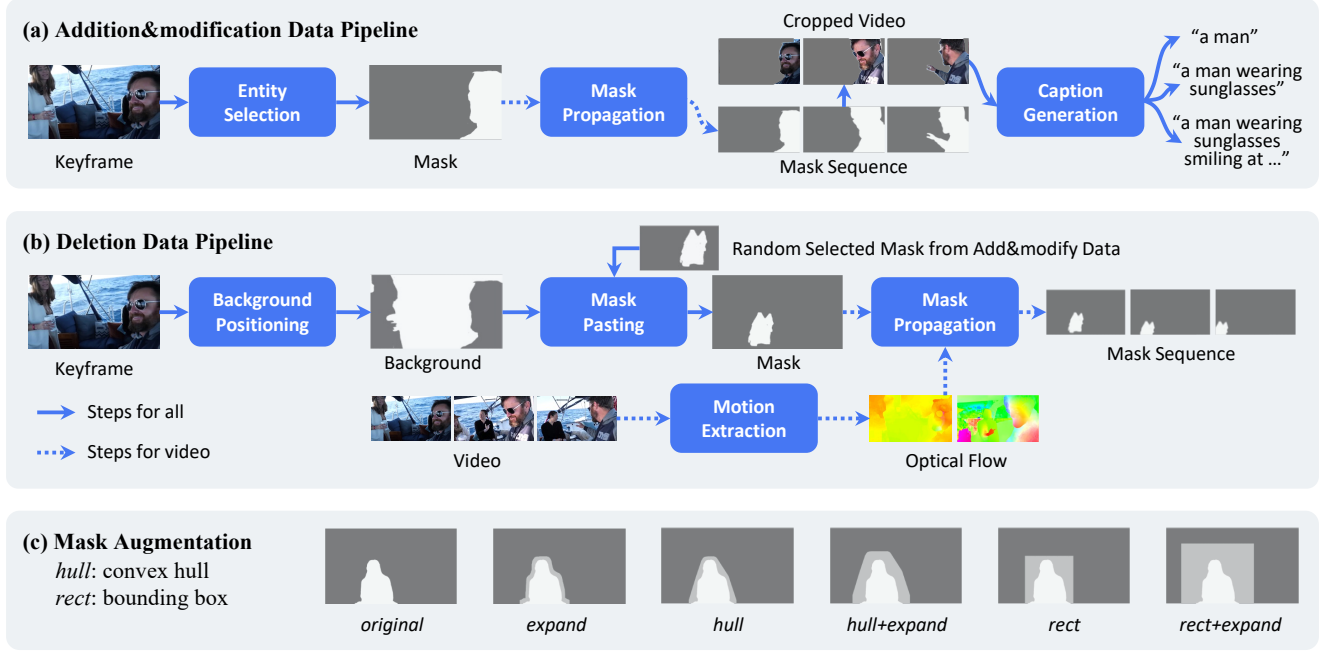 (a) Addition&modification Data Pipeline
Keyframe
Entity
Selection
Mask
Mask
Propagation
Cropped Video
Mask Sequence
Caption
Generation
“a man”
“a man wearing
sunglasses”
“a man wearing
sunglasses
smiling at ...”
(b) Deletion Data Pipeline
Random Selected Mask from Add&modify Data
Keyframe
Background
Positioning
Background
Mask
Pasting
Mask
Mask
Propagation
Mask Sequence
Steps for all
Steps for video
Video
Motion
Extraction
Optical Flow
(c) Mask Augmentation
hull: convex hull
rect: bounding box
original
expand
hull
hull+expand
rect
rect+expand